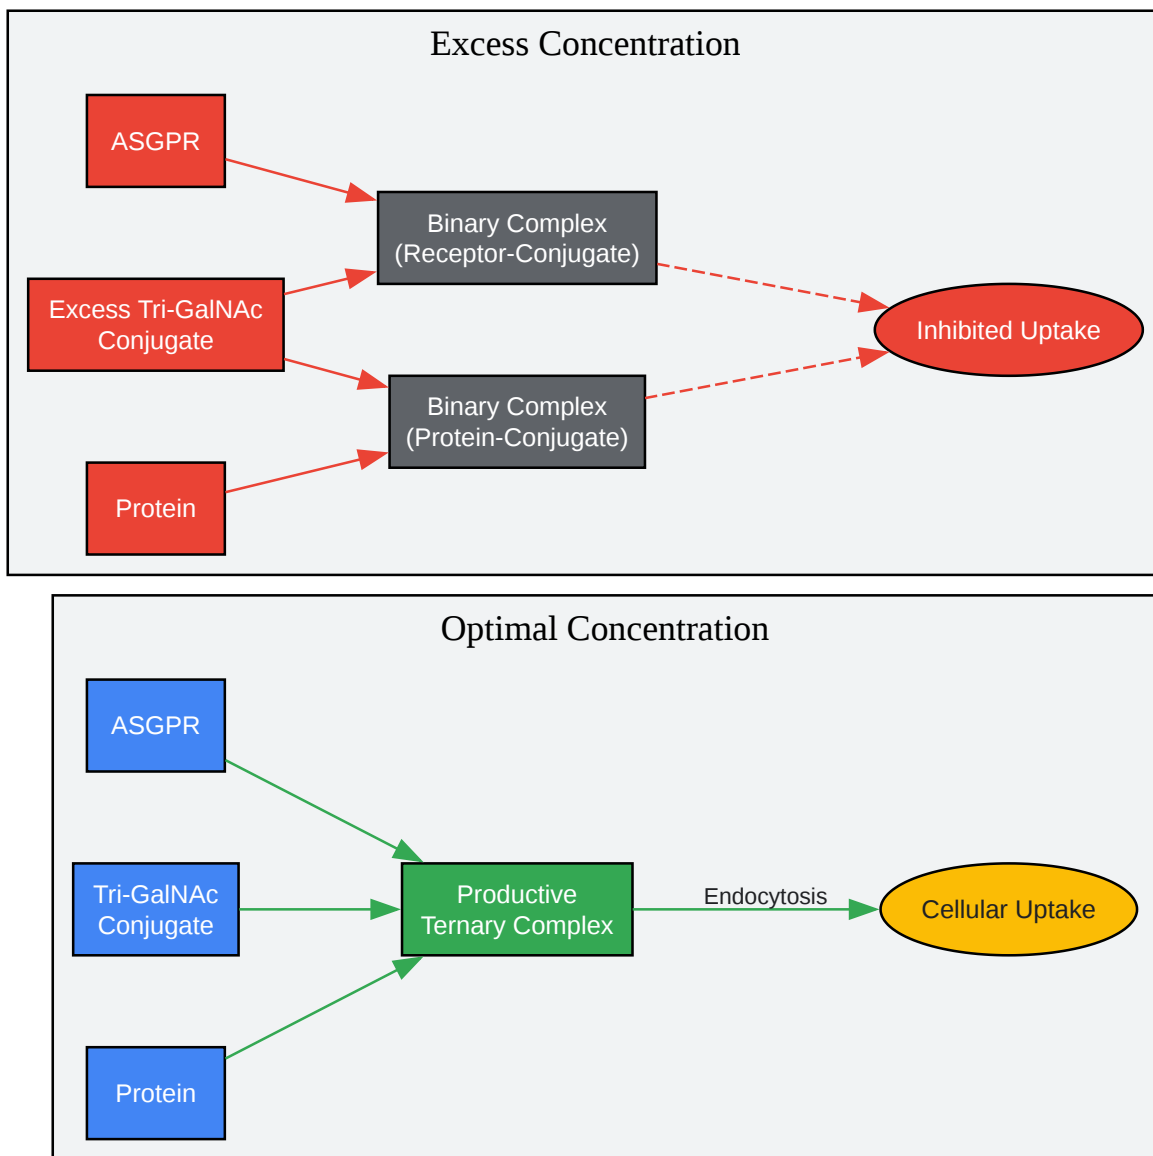 Excess Concentration
ASGPR
Binary Complex
(Receptor-Conjugate)
Excess Tri-GalNAc
Conjugate
Inhibited Uptake
Binary Complex
(Protein-Conjugate)
Protein
Optimal Concentration
ASGPR
Tri-GalNAc
Conjugate
Productive
Ternary Complex
Endocytosis
Cellular Uptake
Protein